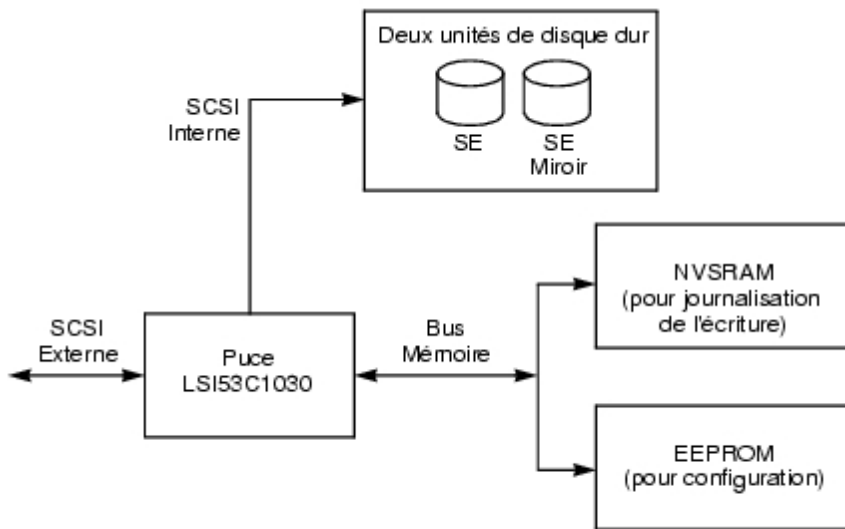 Deux unités de disque dur
SE
SE
Miroir
SCSI
Interne
NVSRAM
(pour journalisation
de l'écriture)
SCSI
Externe
Puce
LSI53C1030
Bus
Mémoire
EEPROM
(pour configuration)